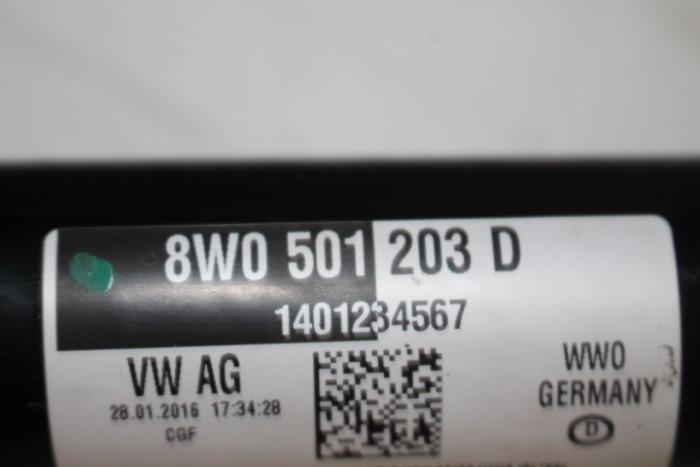 8W0 501 203 D
1401234567
VW AG
28.01.2016 17:34:28
CGF
WWO
GERMANY
D